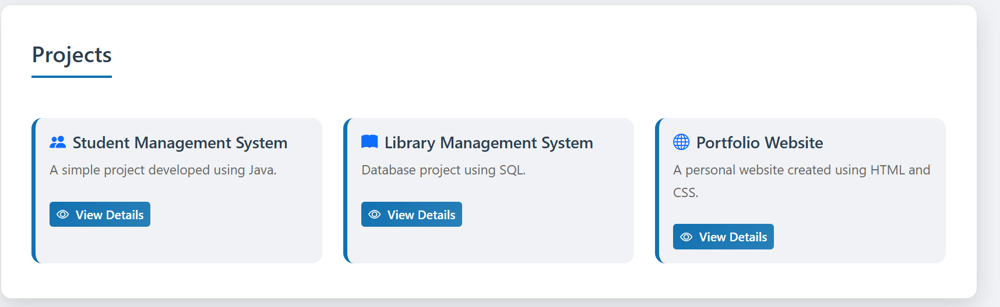 Projects
Student Management System
A simple project developed using Java.
View Details
Library Management System
Database project using SQL.
View Details
Portfolio Website
A personal website created using HTML and
CSS.
View Details